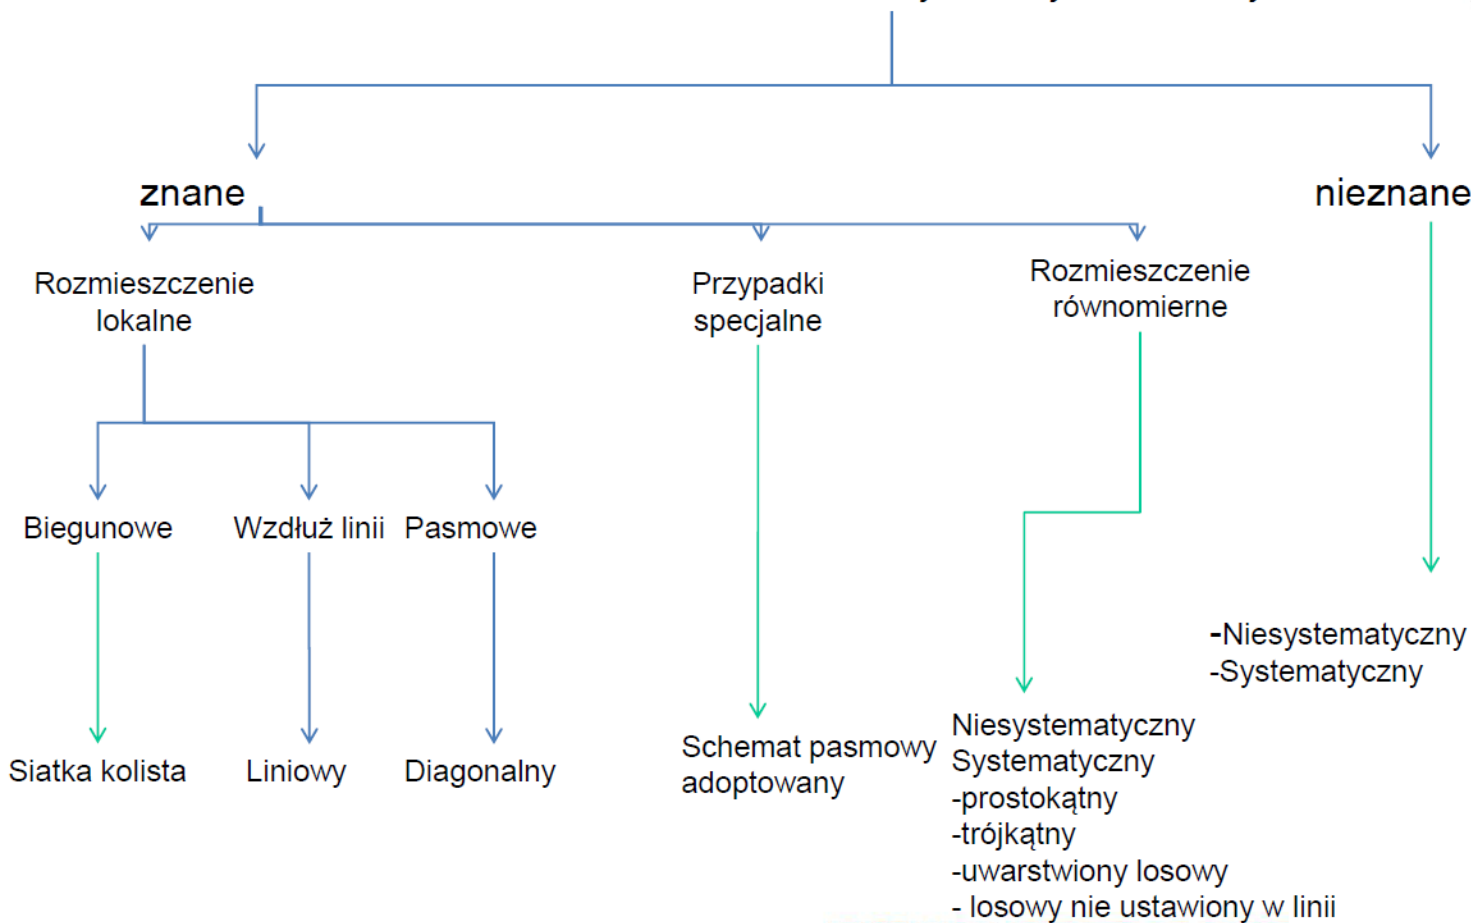 znane
nieznane
Rozmieszczenie
lokalne
Przypadki
specjalne
Rozmieszczenie
równomierne
Biegunowe
Wzdłuż linii
Pasmowe
-Niesystematyczny
-Systematyczny
Siatka kolista
Liniowy
Diagonalny
Schemat pasmowy
adoptowany
Niesystematyczny
Systematyczny
-prostokątny
-trójkątny
-uwarstwiony losowy
- losowy nie ustawiony w linii